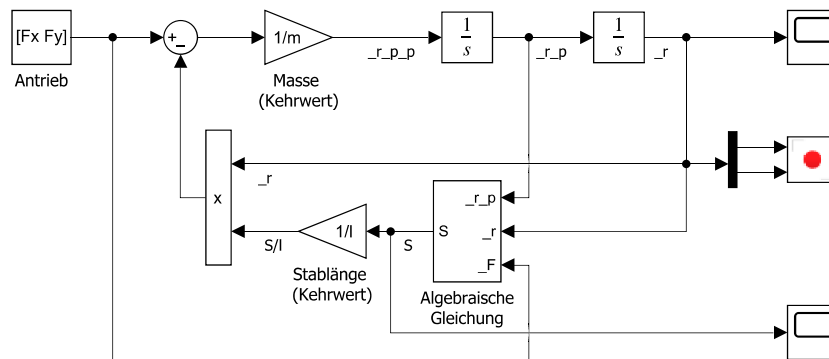 [Fx Fy]
Antrieb
+
_
1/m
Masse
(Kehrwert)
_r_p_p
1
s
_r_p
1
s
_r
x
_r
S/l
1/l
Stablänge
(Kehrwert)
S
S
_r_p
_r
_F
Algebraische
Gleichung